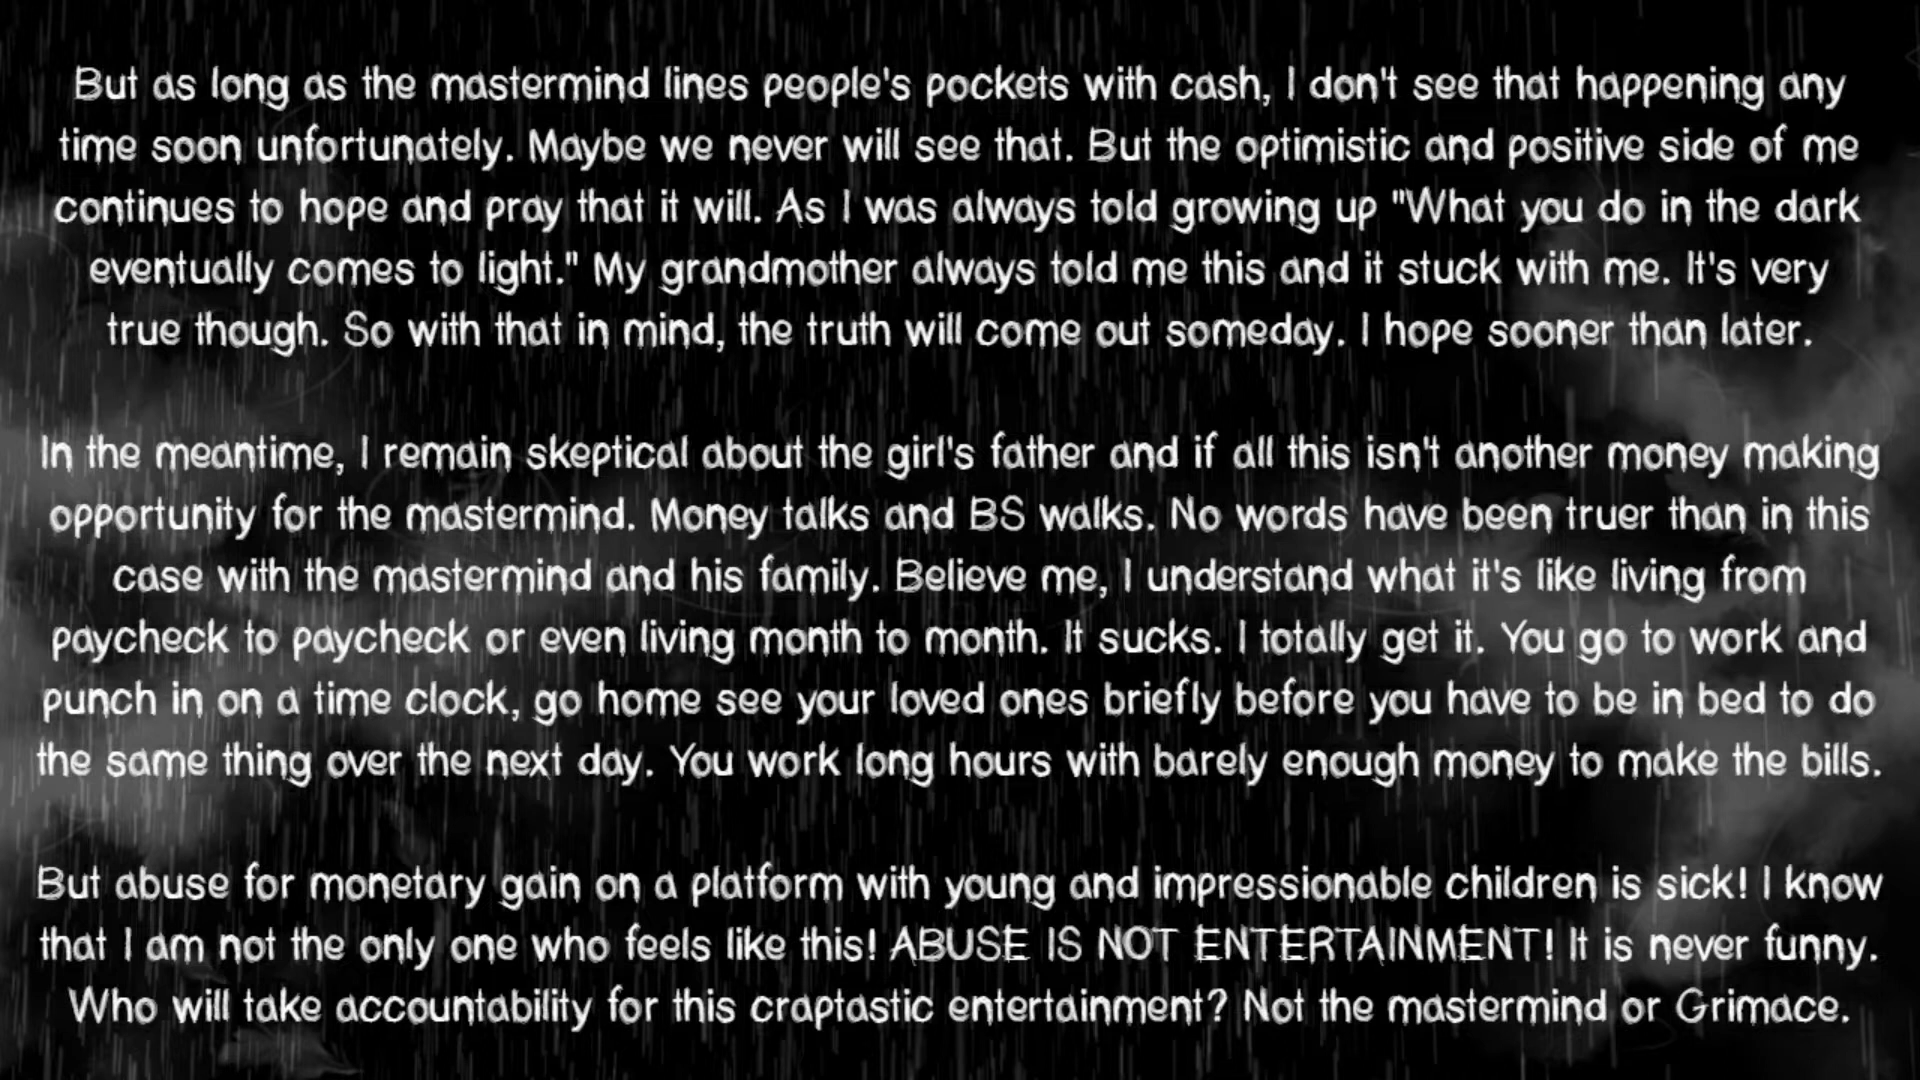 But as long as the mastermind lines people's pockets with cash, I don't see that happening any
time soon unfortunately. Maybe we never will see that. But the optimistic and positive side of me
continues to hope and pray that it will. As I was always told growing up "What you do in the dark
eventually comes to light." My grandmother always told me this and it stuck with me. It's very
true though. So with that in mind, the truth will come out someday. I hope sooner than later.
In the meantime, I remain skeptical about the girl's father and if all this isn't another money making
opportunity for the mastermind. Money talks and BS walks. No words have been truer than in this
case with the mastermind and his family. Believe me, I understand what it's like living from
paycheck to paycheck or even living month to month. It sucks. I totally get it. You go to work and
punch in on a time clock, go home see your loved ones briefly before you have to be in bed to do
the same thing over the next day. You work long hours with barely enough money to make the bills.
But abuse for monetary gain on a platform with young and impressionable children is sick! I know
that I am not the only one who feels like this! ABUSE IS NOT ENTERTAINMENT! It is never funny.
Who will take accountability for this craptastic entertainment? Not the mastermind or Grimace.